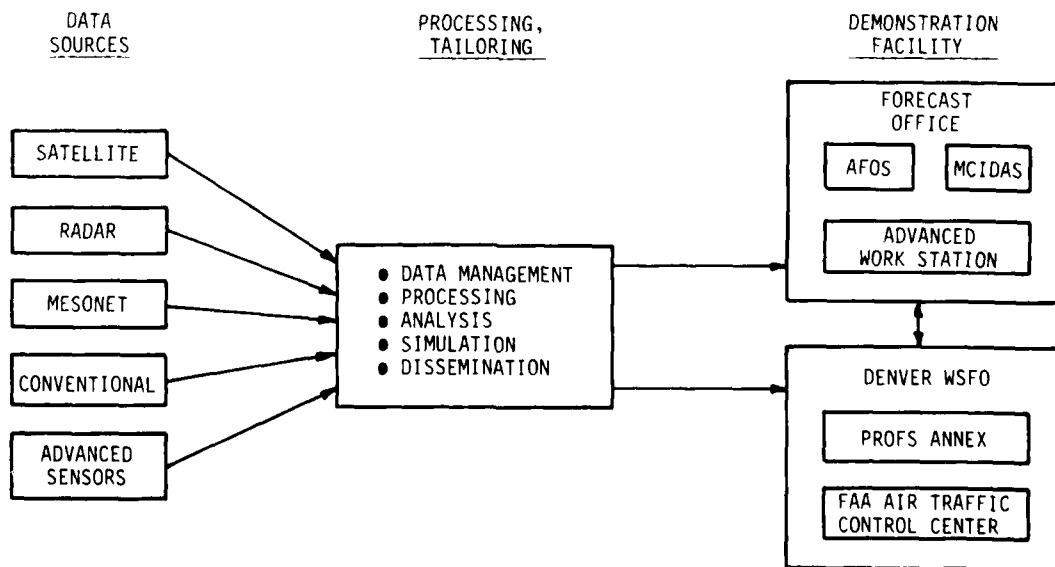 DATA
SOURCES
PROCESSING,
TAILORING
DEMONSTRATION
FACILITY
SATELLITE
RADAR
MESONET
CONVENTIONAL
ADVANCED
SENSORS
● DATA MANAGEMENT
● PROCESSING
● ANALYSIS
● SIMULATION
● DISSEMINATION
FORECAST
OFFICE
AFOS
MCIDAS
ADVANCED
WORK STATION
DENVER WSFO
PROFS ANNEX
FAA AIR TRAFFIC
CONTROL CENTER